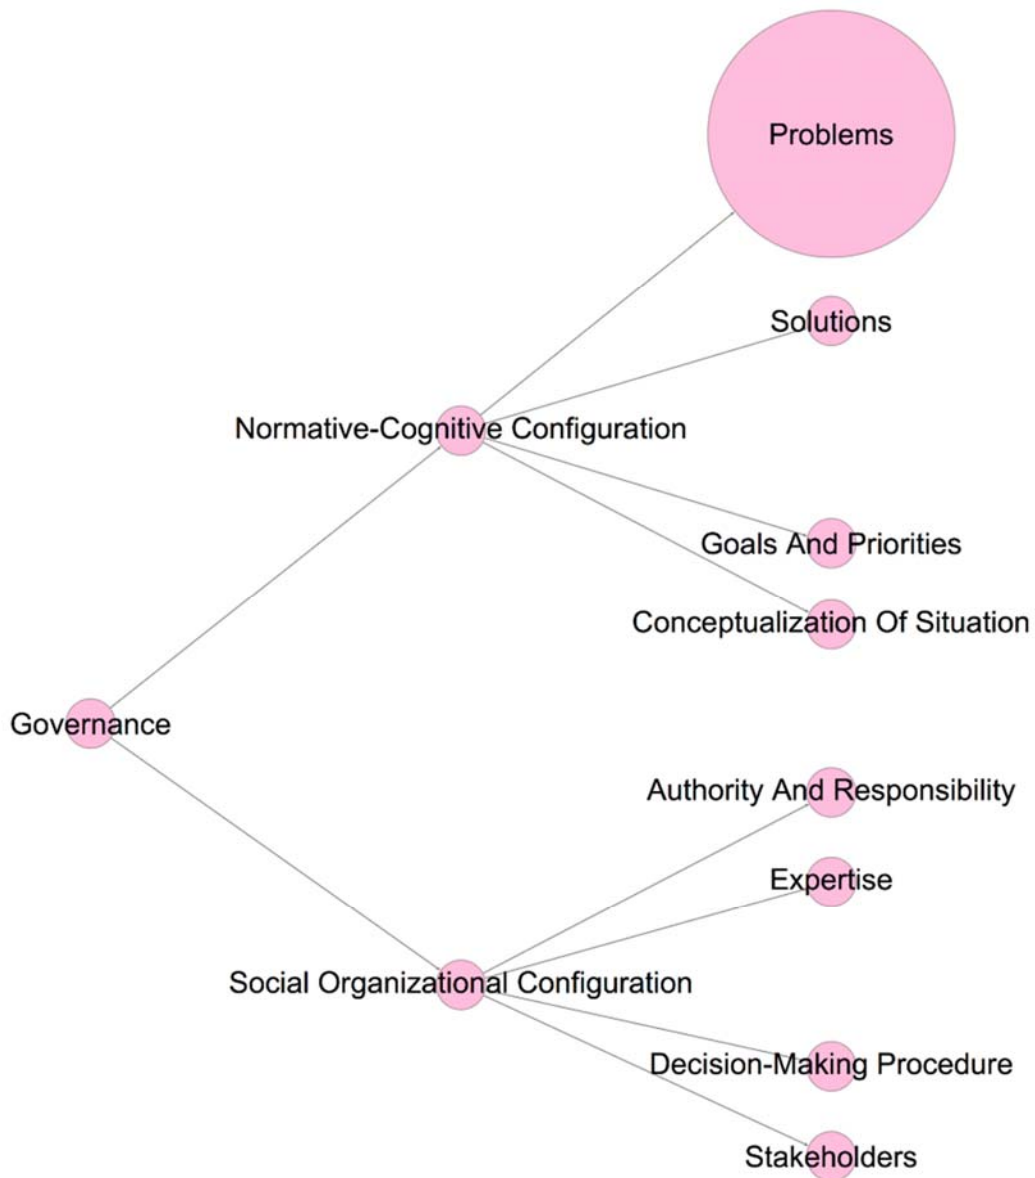 Problems
Solutions
Normative-Cognitive Configuration
Goals And Priorities
Conceptualization Of Situation
Governance
Authority And Responsibility
Expertise
Social Organizational Configuration
Decision-Making Procedure
Stakeholders